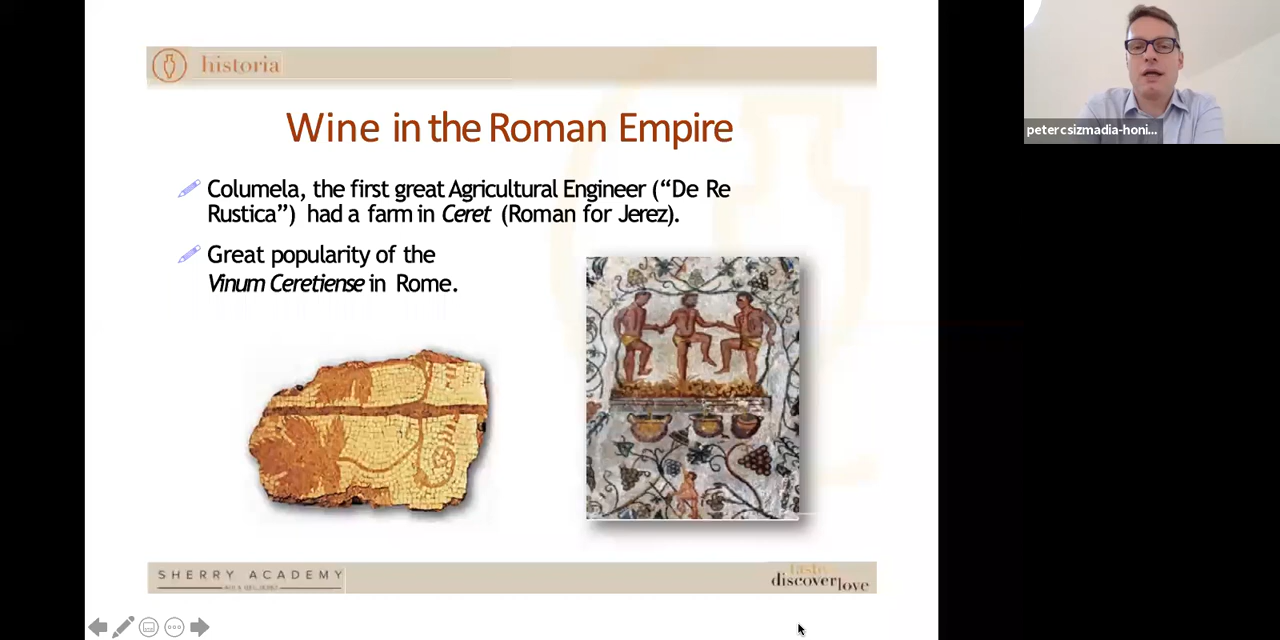 historia
Wine in the Roman Empire
Columela, the first great Agricultural Engineer (“De Re
Rustica”) had a farm in Ceret (Roman for Jerez).
Great popularity of the
Vinum Ceretiense in Rome.
SHERRY ACADEMY
taste
discover
love
petercsizmadia-honi...